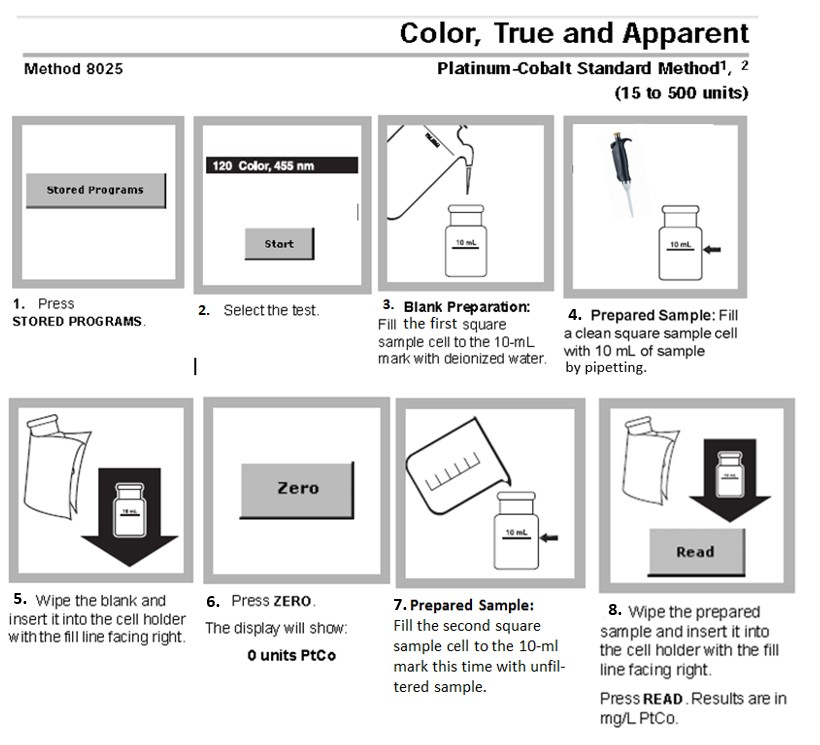 Color, True and Apparent
Method 8025
Platinum-Cobalt Standard Method1, 2
(15 to 500 units)
Stored Programs
120 Color, 455 nm
Start
10 mL
10 mL
1. Press
STORED PROGRAMS.
2. Select the test.
3. Blank Preparation:
Fill the first square
sample cell to the 10-mL
mark with deionized water.
4. Prepared Sample: Fill
a clean square sample cell
with 10 mL of sample
by pipetting.
10 mL
Zero
10 mL
10 mL
Read
5. Wipe the blank and
insert it into the cell holder
with the fill line facing right.
6. Press ZERO.
The display will show:
0 units PtCo
7. Prepared Sample:
Fill the second square
sample cell to the 10-ml
mark this time with unfil-
tered sample.
8. Wipe the prepared
sample and insert it into
the cell holder with the fill
line facing right.
Press READ. Results are in
mg/L PtCo.